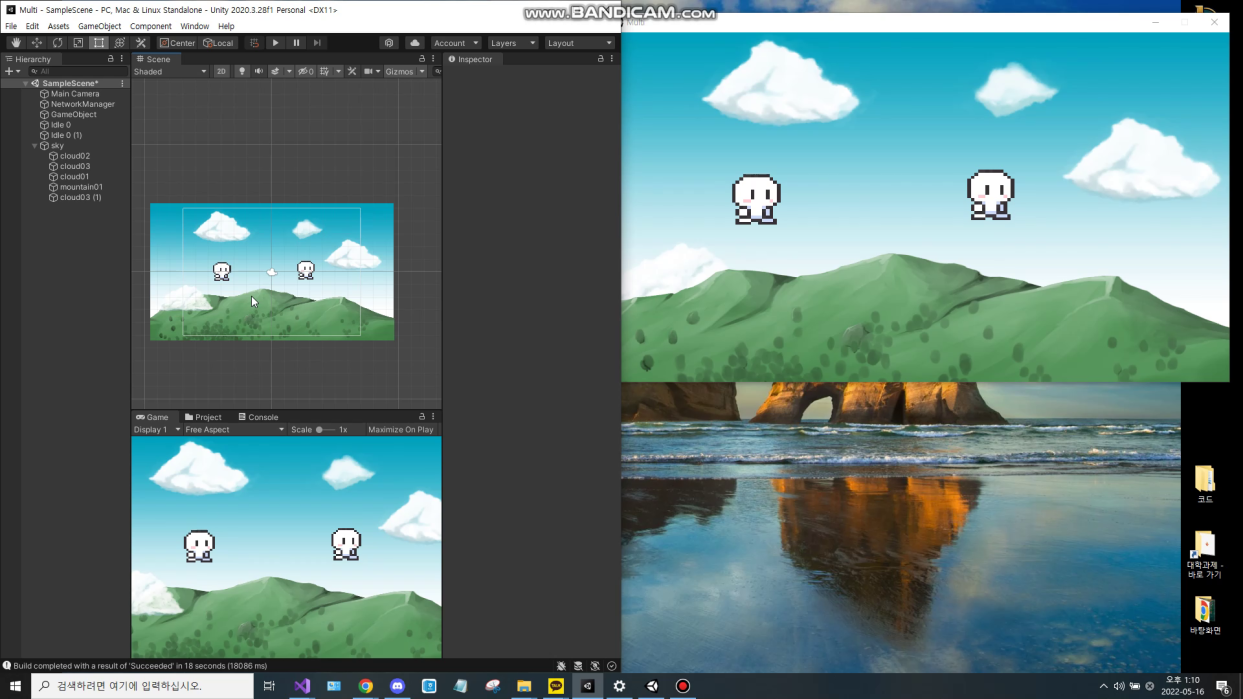 Multi - SampleScene - PC, Mac & Linux Standalone - Unity 2020.3.28f1 Personal <DX11>
www.BANDICAM.com
File Edit Assets GameObject Component Window Help
Center Local Account Layers Layout
Hierarchy Scene Inspector
All Shaded 2D 0 Gizmos
SampleScene*
Main Camera
NetworkManager
GameObject
Idle 0
Idle 0 (1)
sky
cloud02
cloud03
cloud01
mountain01
cloud03 (1)
Game Project Console
Display 1 Free Aspect Scale 1x Maximize On Play
코드
대학과제 -
바로 가기
바탕화면
Build completed with a result of 'Succeeded' in 18 seconds (18086 ms)
검색하려면 여기에 입력하십시오.
TALK
오후 1:10
2022-05-16
6